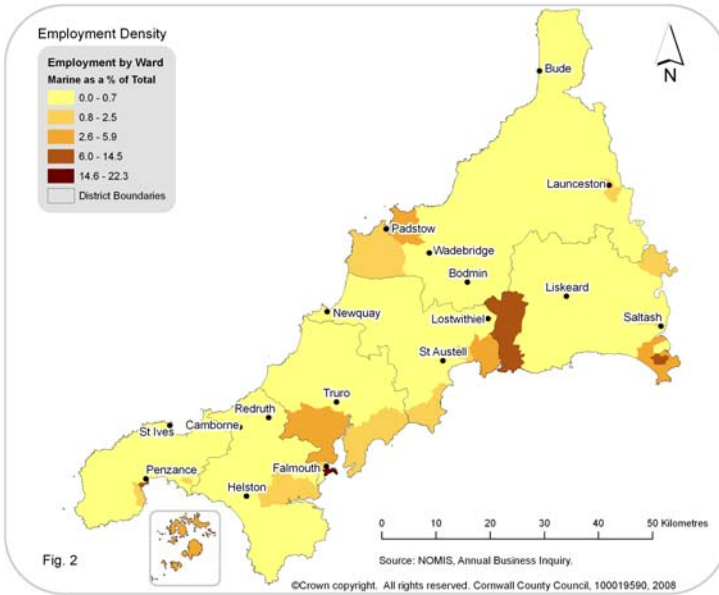 Employment Density
Employment by Ward
Marine as a % of Total
0.0 - 0.7
0.8 - 2.5
2.6 - 5.9
6.0 - 14.5
14.6 - 22.3
District Boundaries
N
Bude
Launceston
Padstow
Wadebridge
Bodmin
Liskeard
Newquay
Lostwithiel
Saltash
St Austell
Truro
Redruth
Camborne
St Ives
Penzance
Falmouth
Helston
0 10 20 30 40 50 Kilometres
Fig. 2
Source: NOMIS, Annual Business Inquiry.
©Crown copyright. All rights reserved. Cornwall County Council, 100019590, 2008